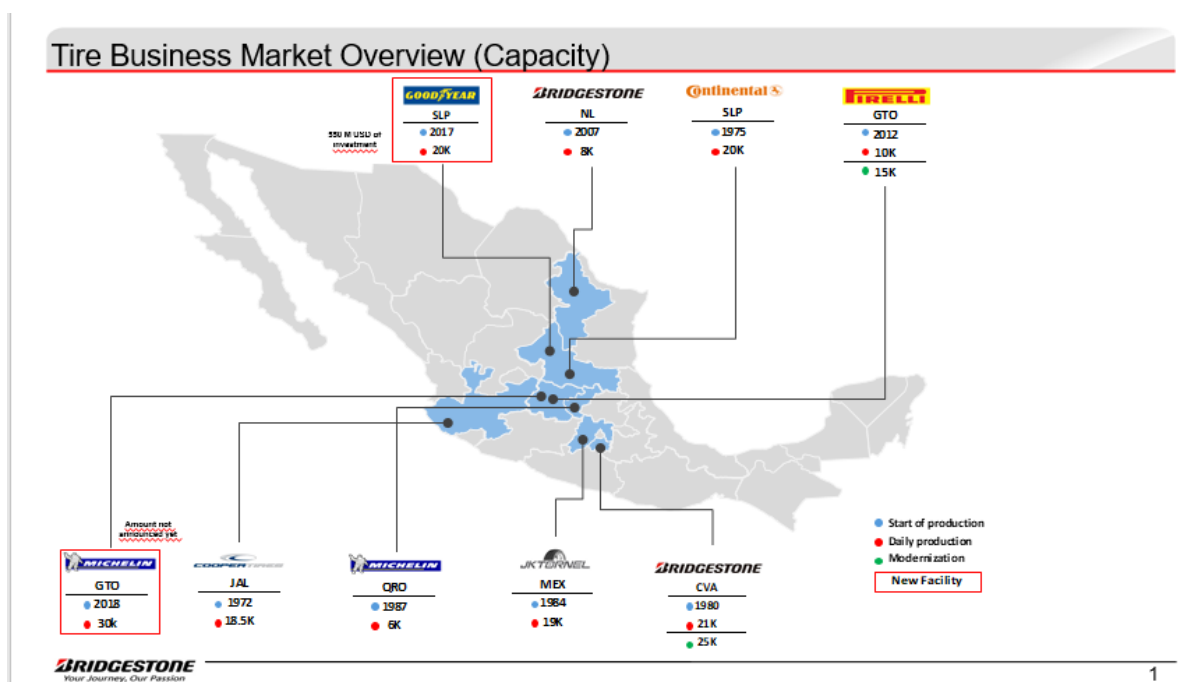 Tire Business Market Overview (Capacity)
GOODYEAR
SLP
2017
20K
550 M USD of
investment
BRIDGESTONE
NL
2007
8K
Continental
SLP
1975
20K
PIRELLI
GTO
2012
10K
15K
Amount not
announced yet
MICHELIN
GTO
2018
30k
COOPERTIRES
JAL
1972
18.5K
MICHELIN
QRO
1987
6K
JK TORNEL
MEX
1984
19K
BRIDGESTONE
CVA
1980
21K
25K
Start of production
Daily production
Modernization
New Facility
BRIDGESTONE
Your Journey, Our Passion
1